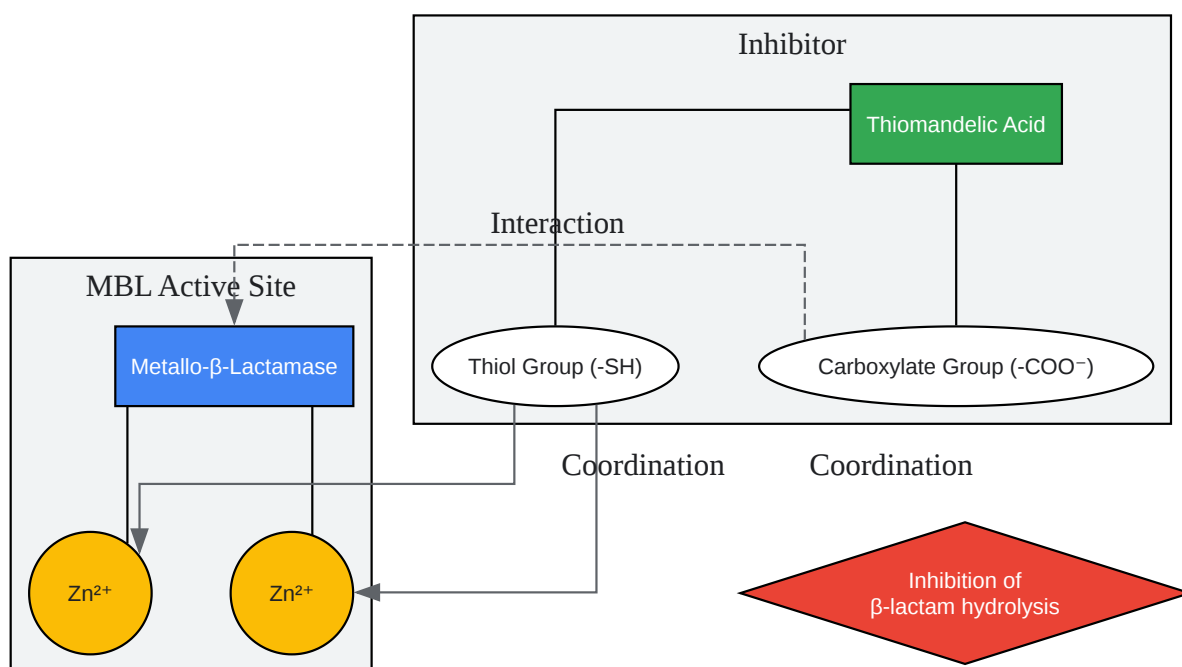 Inhibitor
Thiomandelic Acid
Interaction
MBL Active Site
Metallo-β-Lactamase
Thiol Group (-SH)
Carboxylate Group (-COO⁻)
Coordination
Coordination
Zn²⁺
Zn²⁺
Inhibition of
β-lactam hydrolysis